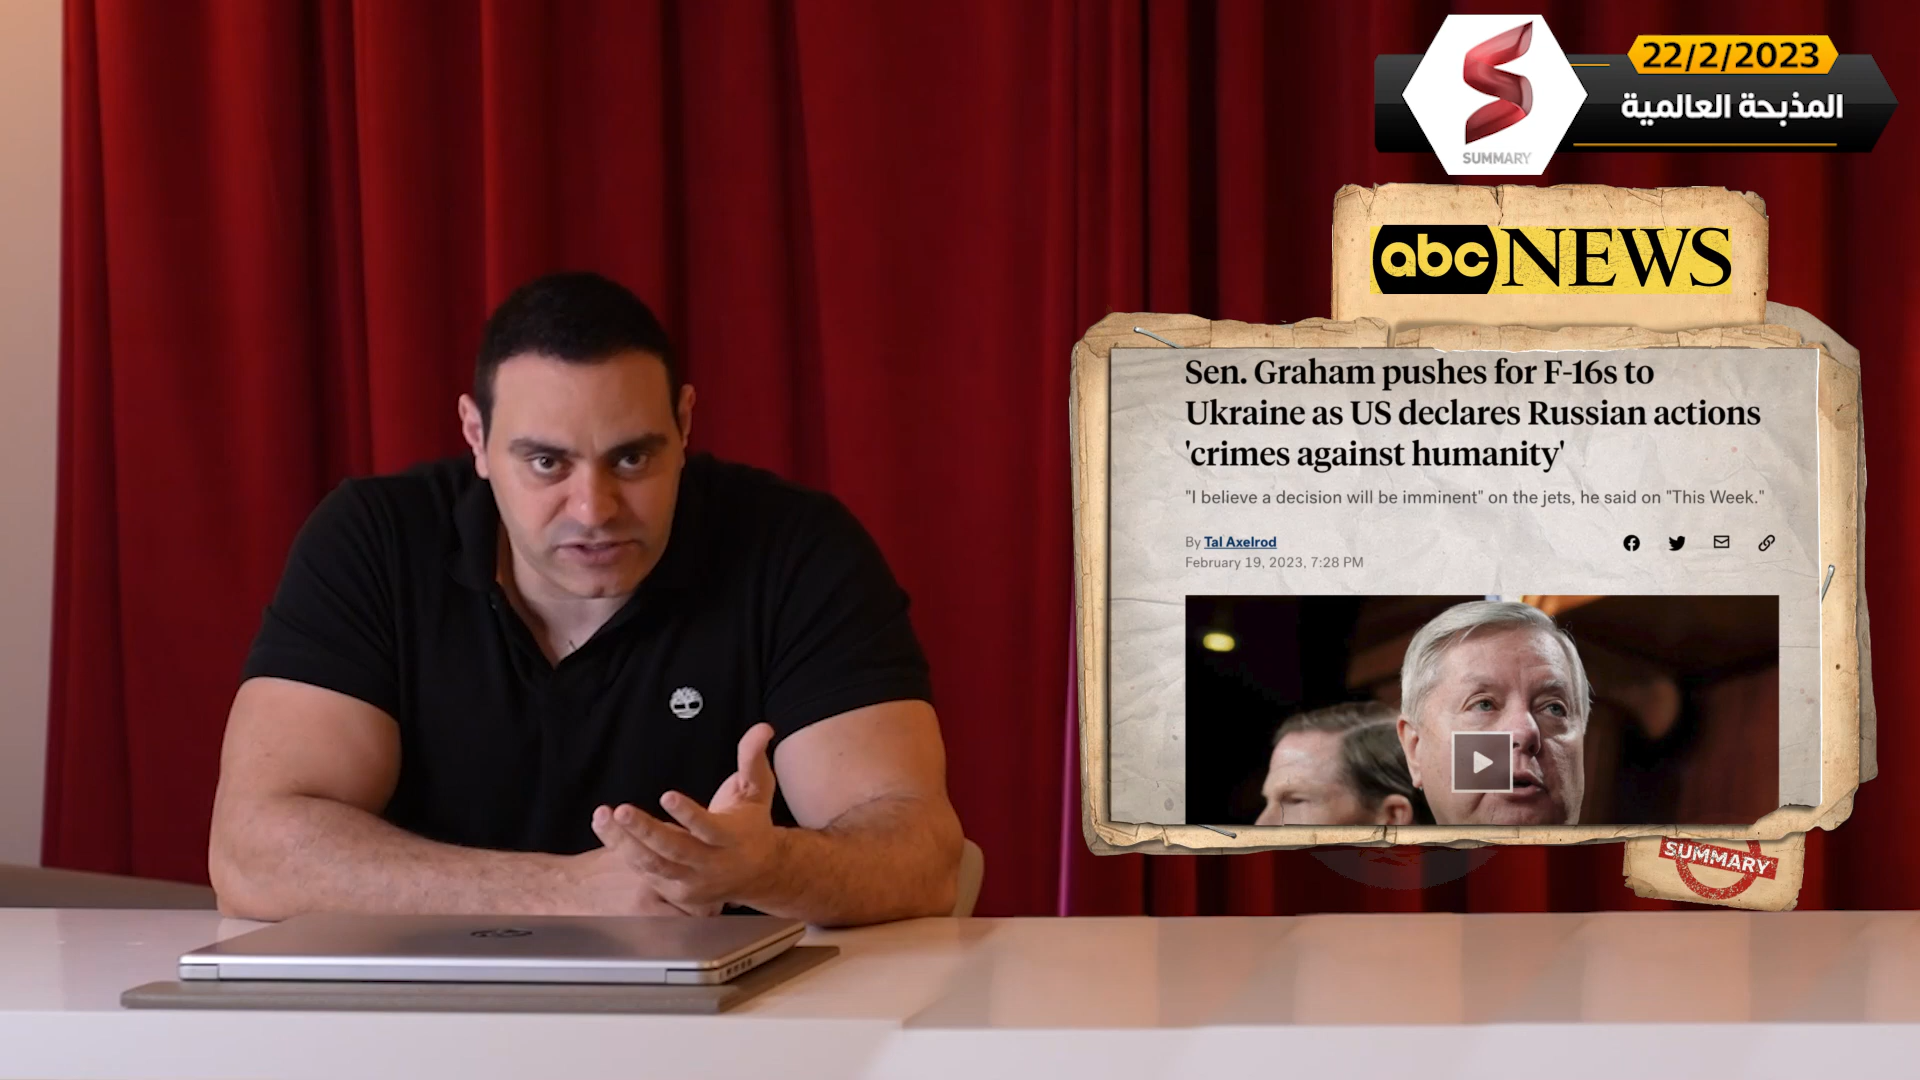 22/2/2023
المذبحة العالمية
SUMMARY
abc NEWS
Sen. Graham pushes for F-16s to
Ukraine as US declares Russian actions
'crimes against humanity'
"I believe a decision will be imminent" on the jets, he said on "This Week."
By Tal Axelrod
February 19, 2023, 7:28 PM
SUMMARY